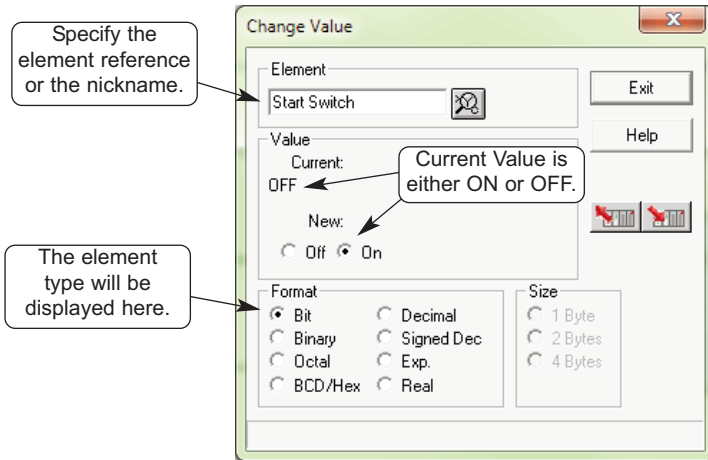 Change Value
Specify the
element reference
or the nickname.
Element
Start Switch
Exit
Help
Value
Current:
OFF
Current Value is
either ON or OFF.
New:
Off On
The element
type will be
displayed here.
Format
Bit Decimal
Binary Signed Dec
Octal Exp.
BCD/Hex Real
Size
1 Byte
2 Bytes
4 Bytes